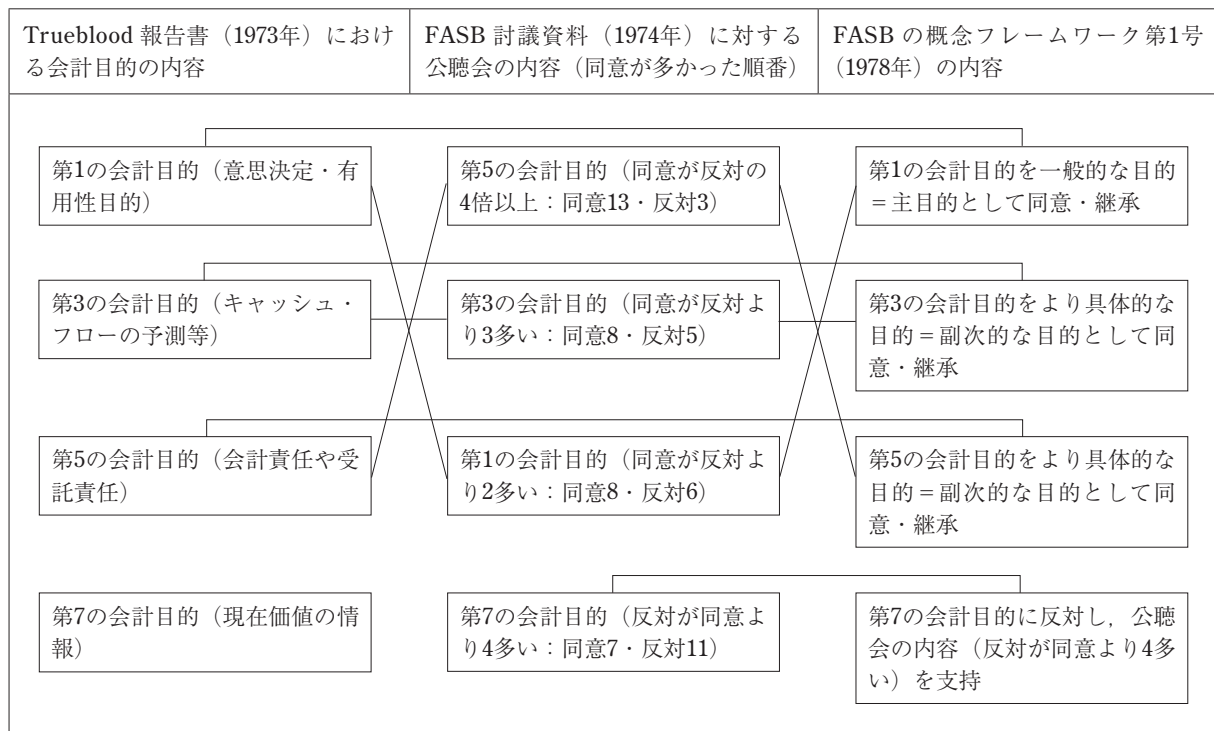 Trueblood 報告書（1973年）におけ
る会計目的の内容
FASB 討議資料（1974年）に対する
公聴会の内容（同意が多かった順番）
FASB の概念フレームワーク第1号
（1978年）の内容
第1の会計目的（意思決定・有
用性目的）
第5の会計目的（同意が反対の
4倍以上：同意13・反対3）
第1の会計目的を一般的な目的
＝主目的として同意・継承
第3の会計目的（キャッシュ・
フローの予測等）
第3の会計目的（同意が反対よ
り3多い：同意8・反対5）
第3の会計目的をより具体的な
目的＝副次的な目的として同
意・継承
第5の会計目的（会計責任や受
託責任）
第1の会計目的（同意が反対よ
り2多い：同意8・反対6）
第5の会計目的をより具体的な
目的＝副次的な目的として同
意・継承
第7の会計目的（現在価値の情
報）
第7の会計目的（反対が同意よ
り4多い：同意7・反対11）
第7の会計目的に反対し，公聴
会の内容（反対が同意より4多
い）を支持